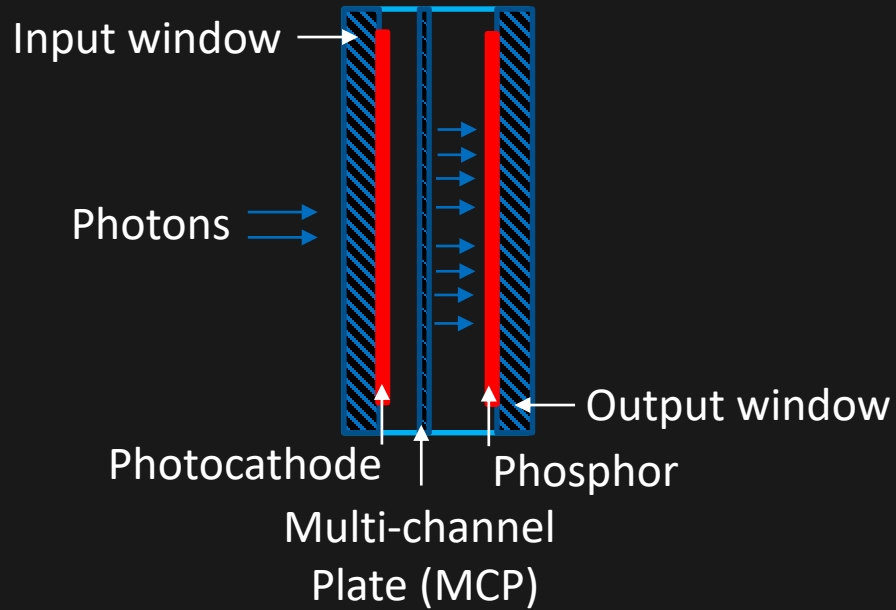 Input window
Photons
Output window
Photocathode
Phosphor
Multi-channel
Plate (MCP)